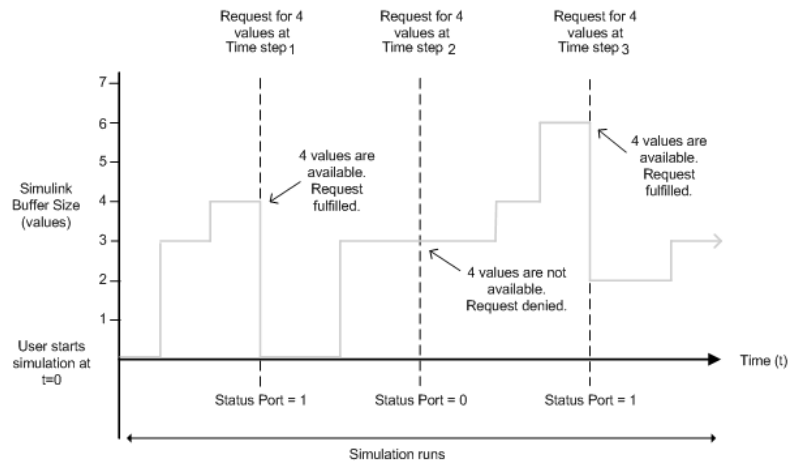 Request for 4
values at
Time step 1
Request for 4
values at
Time step 2
Request for 4
values at
Time step 3
7
6
5
4
3
2
1
Simulink
Buffer Size
(values)
4 values are
available.
Request
fulfilled.
4 values are not
available.
Request denied.
4 values are
available.
Request
fulfilled.
User starts
simulation at
t=0
Time (t)
Status Port = 1
Status Port = 0
Status Port = 1
Simulation runs